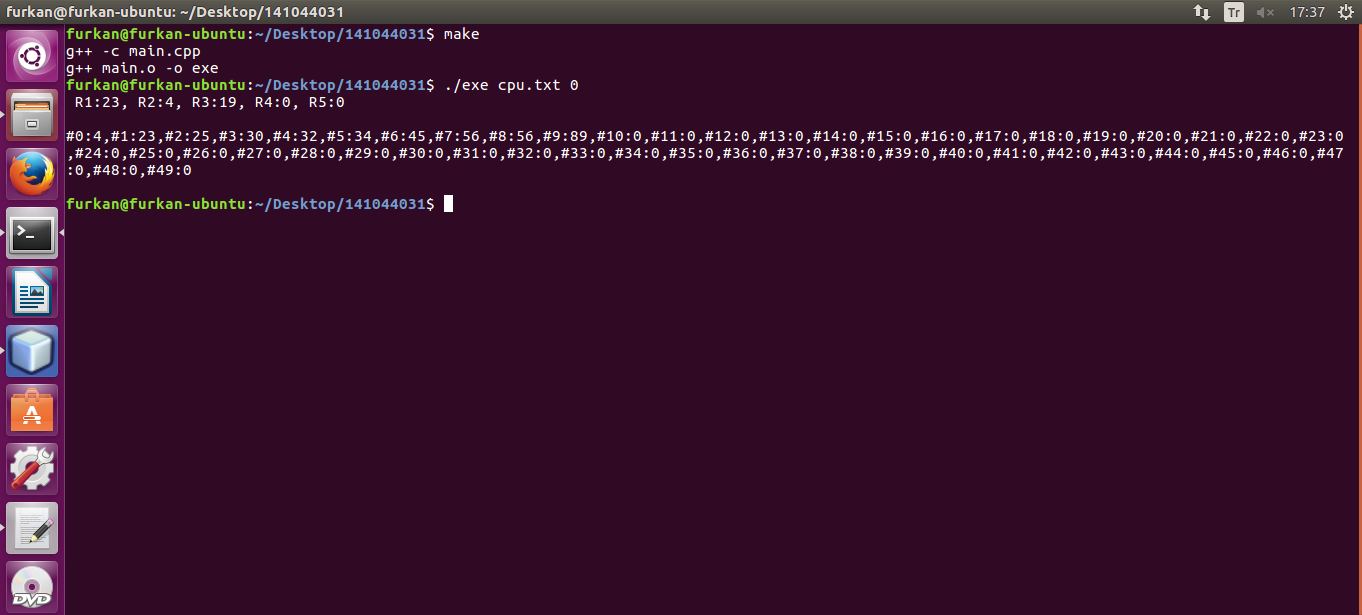 furkan@furkan-ubuntu: ~/Desktop/141044031
Tr
17:37
furkan@furkan-ubuntu:~/Desktop/141044031$ make
g++ -c main.cpp
g++ main.o -o exe
furkan@furkan-ubuntu:~/Desktop/141044031$ ./exe cpu.txt 0
R1:23, R2:4, R3:19, R4:0, R5:0
#0:4,#1:23,#2:25,#3:30,#4:32,#5:34,#6:45,#7:56,#8:56,#9:89,#10:0,#11:0,#12:0,#13:0,#14:0,#15:0,#16:0,#17:0,#18:0,#19:0,#20:0,#21:0,#22:0,#23:0
,#24:0,#25:0,#26:0,#27:0,#28:0,#29:0,#30:0,#31:0,#32:0,#33:0,#34:0,#35:0,#36:0,#37:0,#38:0,#39:0,#40:0,#41:0,#42:0,#43:0,#44:0,#45:0,#46:0,#47
:0,#48:0,#49:0
furkan@furkan-ubuntu:~/Desktop/141044031$
A
DVD